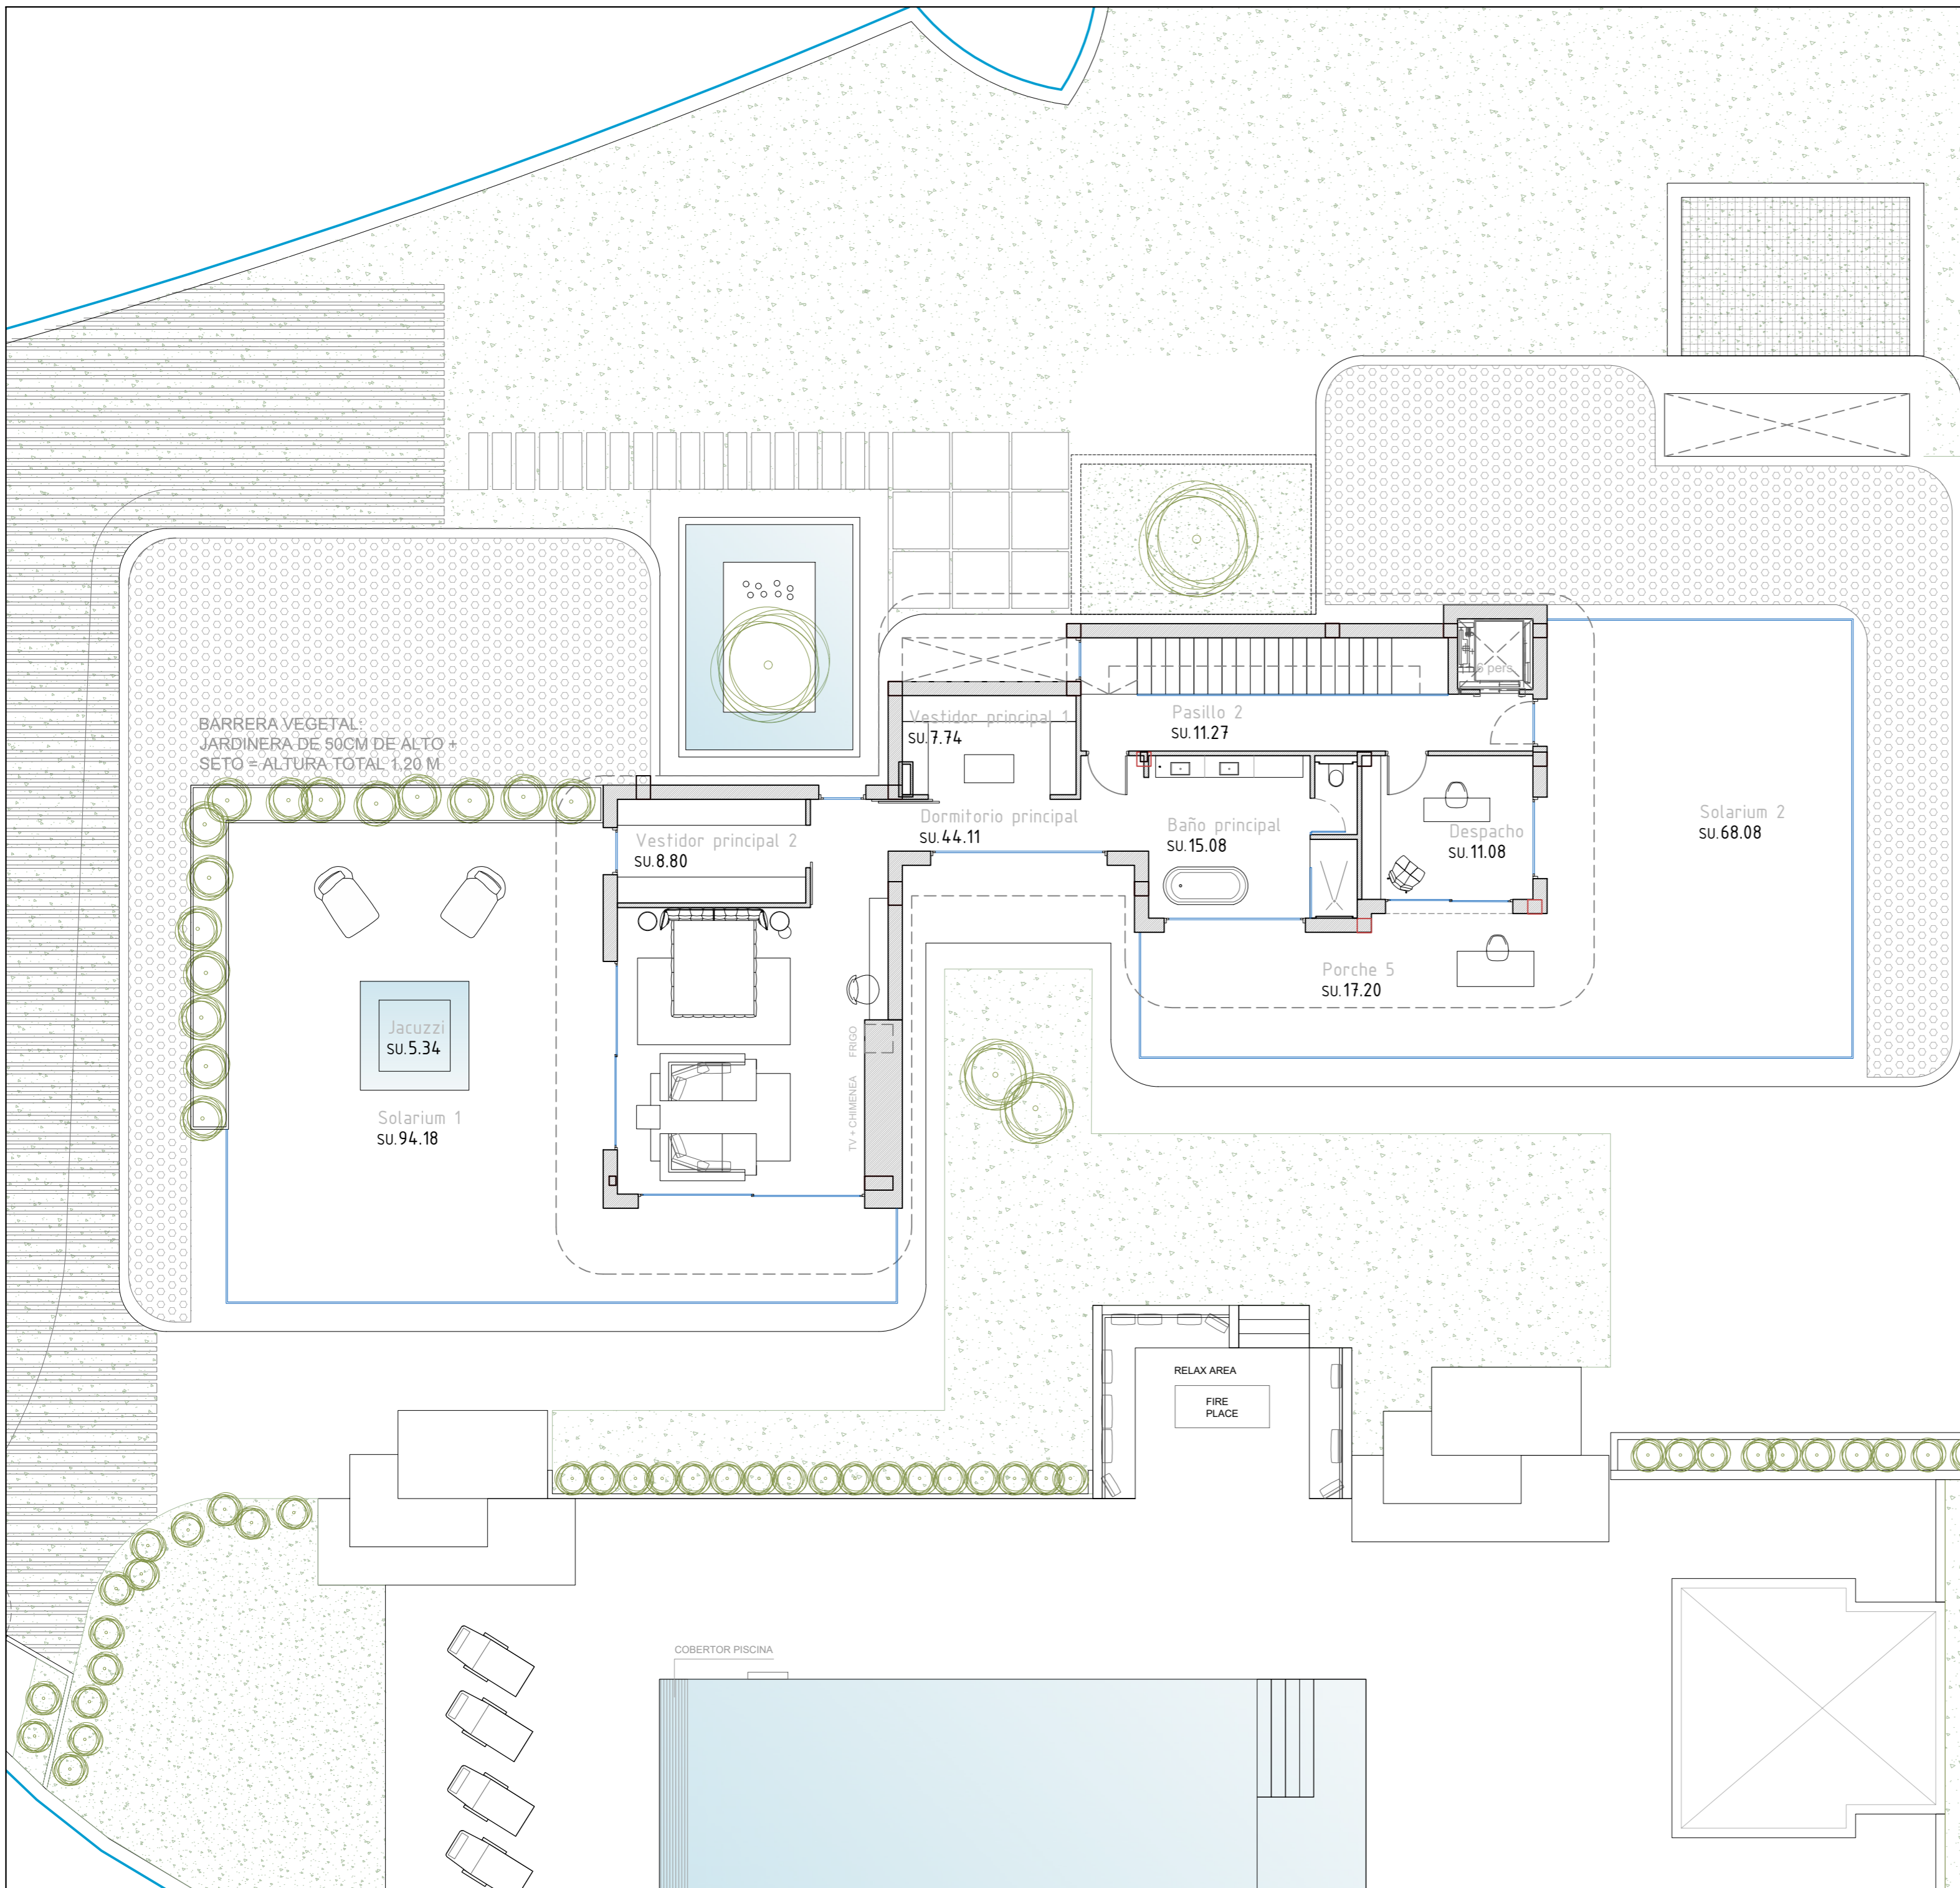 6 pers
Vestidor principal 1
SU.7.74
Pasillo 2
SU.11.27
BARRERA VEGETAL:
JARDINERA DE 50CM DE ALTO +
SETO = ALTURA TOTAL 1,20 M
Vestidor principal 2
SU.8.80
Dormitorio principal
SU.44.11
Baño principal
SU.15.08
Despacho
SU.11.08
Solarium 2
SU.68.08
Porche 5
SU.17.20
Jacuzzi
SU.5.34
FRIGO
TV + CHIMENEA
Solarium 1
SU.94.18
RELAX AREA
FIRE
PLACE
COBERTOR PISCINA